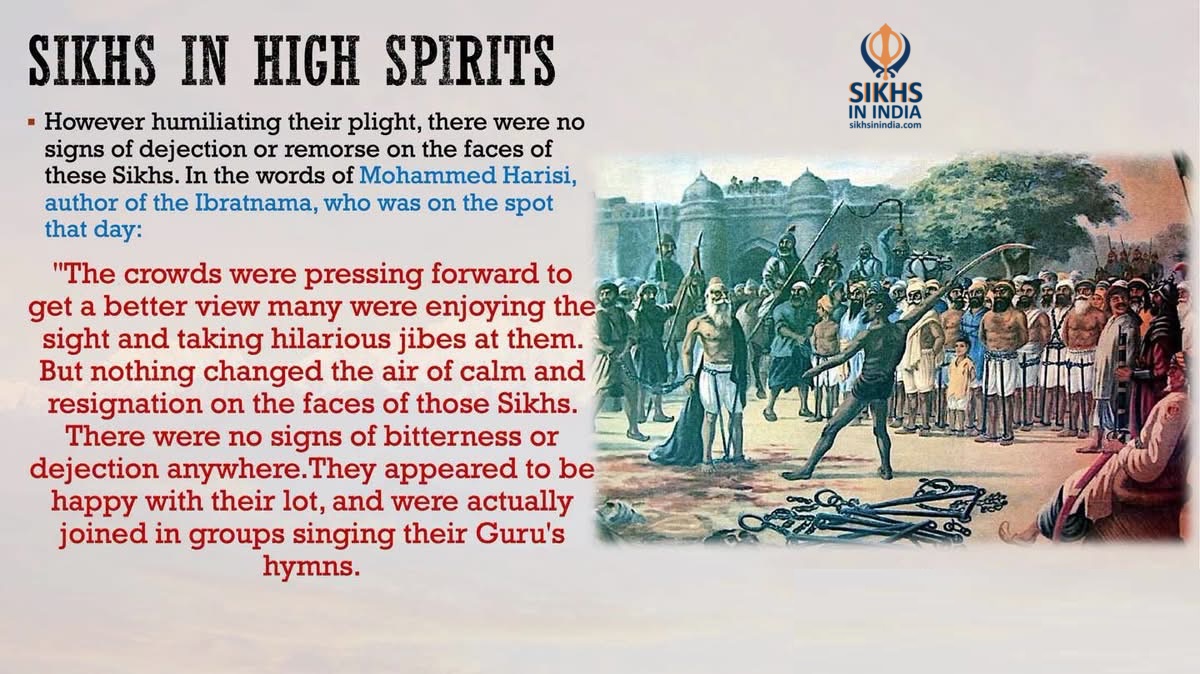 SIKHS IN HIGH SPIRITS
SIKHS
IN INDIA
sikhsinindia.com
▪ However humiliating their plight, there were no
signs of dejection or remorse on the faces of
these Sikhs. In the words of Mohammed Harisi,
author of the Ibratnama, who was on the spot
that day:
"The crowds were pressing forward to
get a better view many were enjoying the
sight and taking hilarious jibes at them.
But nothing changed the air of calm and
resignation on the faces of those Sikhs.
There were no signs of bitterness or
dejection anywhere.They appeared to be
happy with their lot, and were actually
joined in groups singing their Guru's
hymns.